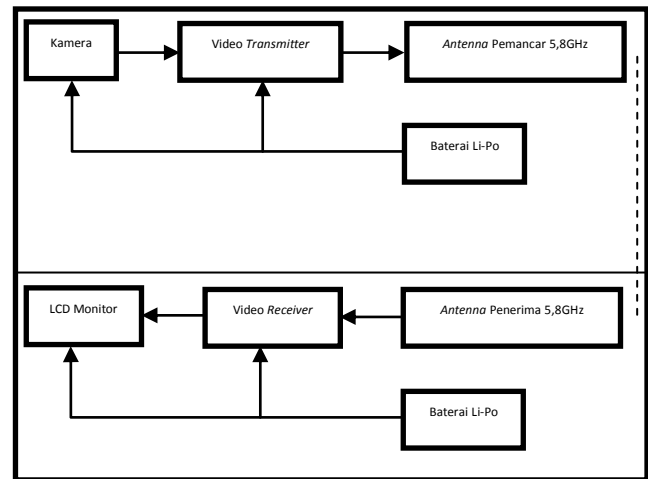 Kamera
Video Transmitter
Antenna Pemancar 5,8GHz
Baterai Li-Po
LCD Monitor
Video Receiver
Antenna Penerima 5,8GHz
Baterai Li-Po